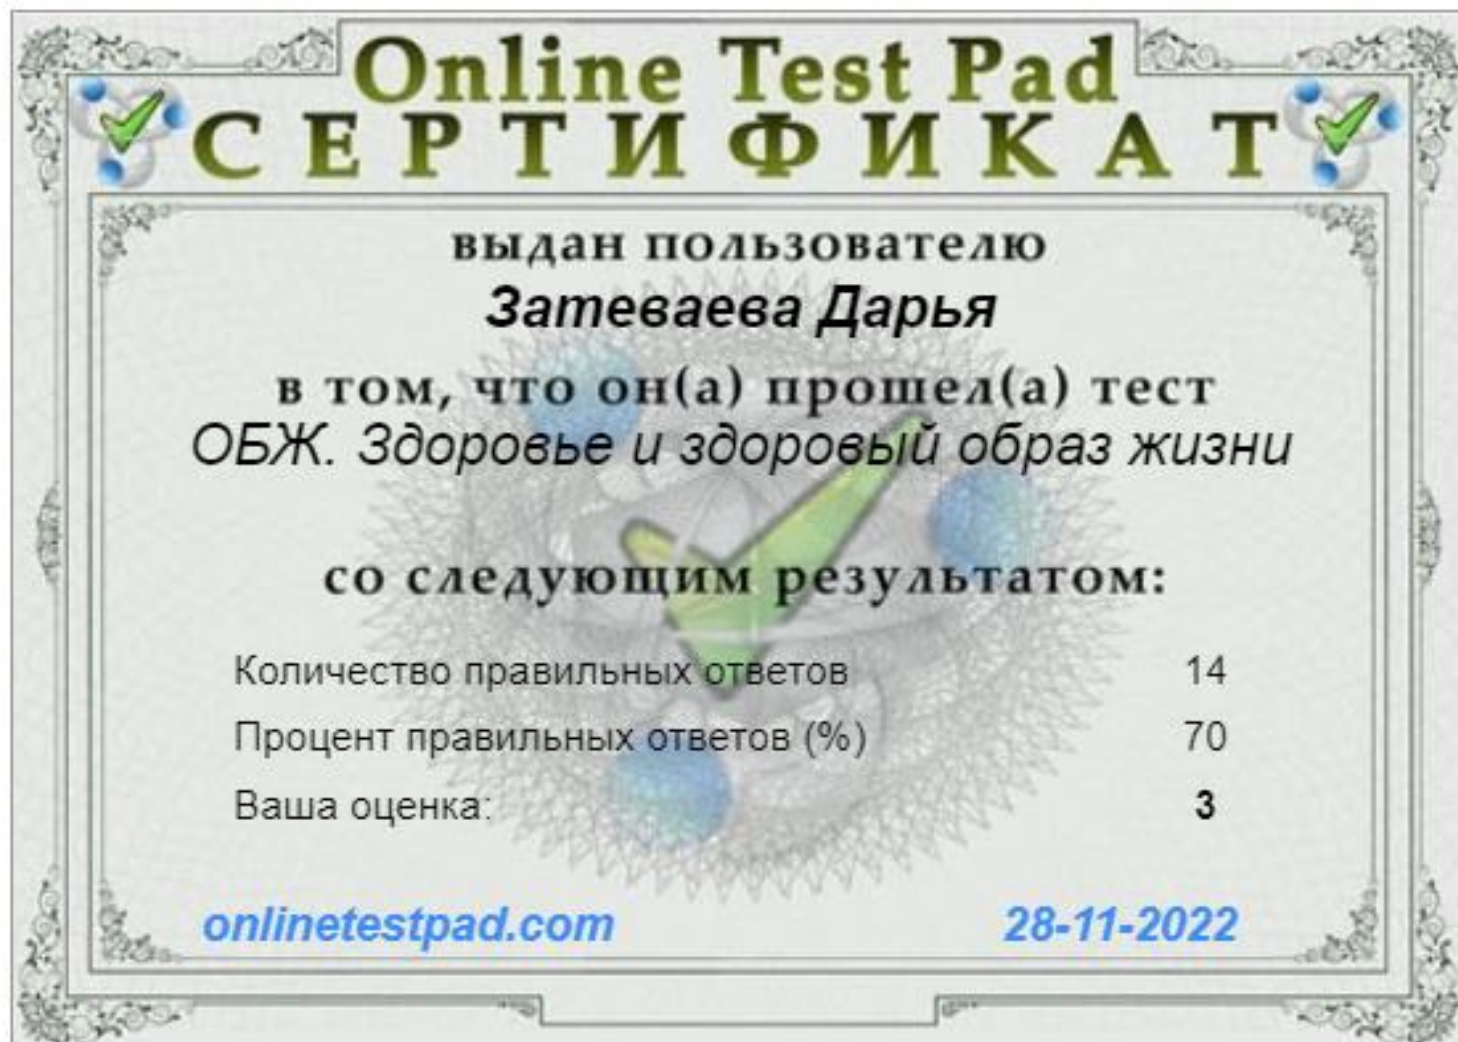 Online Test Pad
СЕРТИФИКАТ
выдан пользователю
Затеваева Дарья
в том, что он(а) прошел(а) тест
ОБЖ. Здоровье и здоровый образ жизни
со следующим результатом:
Количество правильных ответов 14
Процент правильных ответов (%) 70
Ваша оценка: 3
onlinetestpad.com 28-11-2022